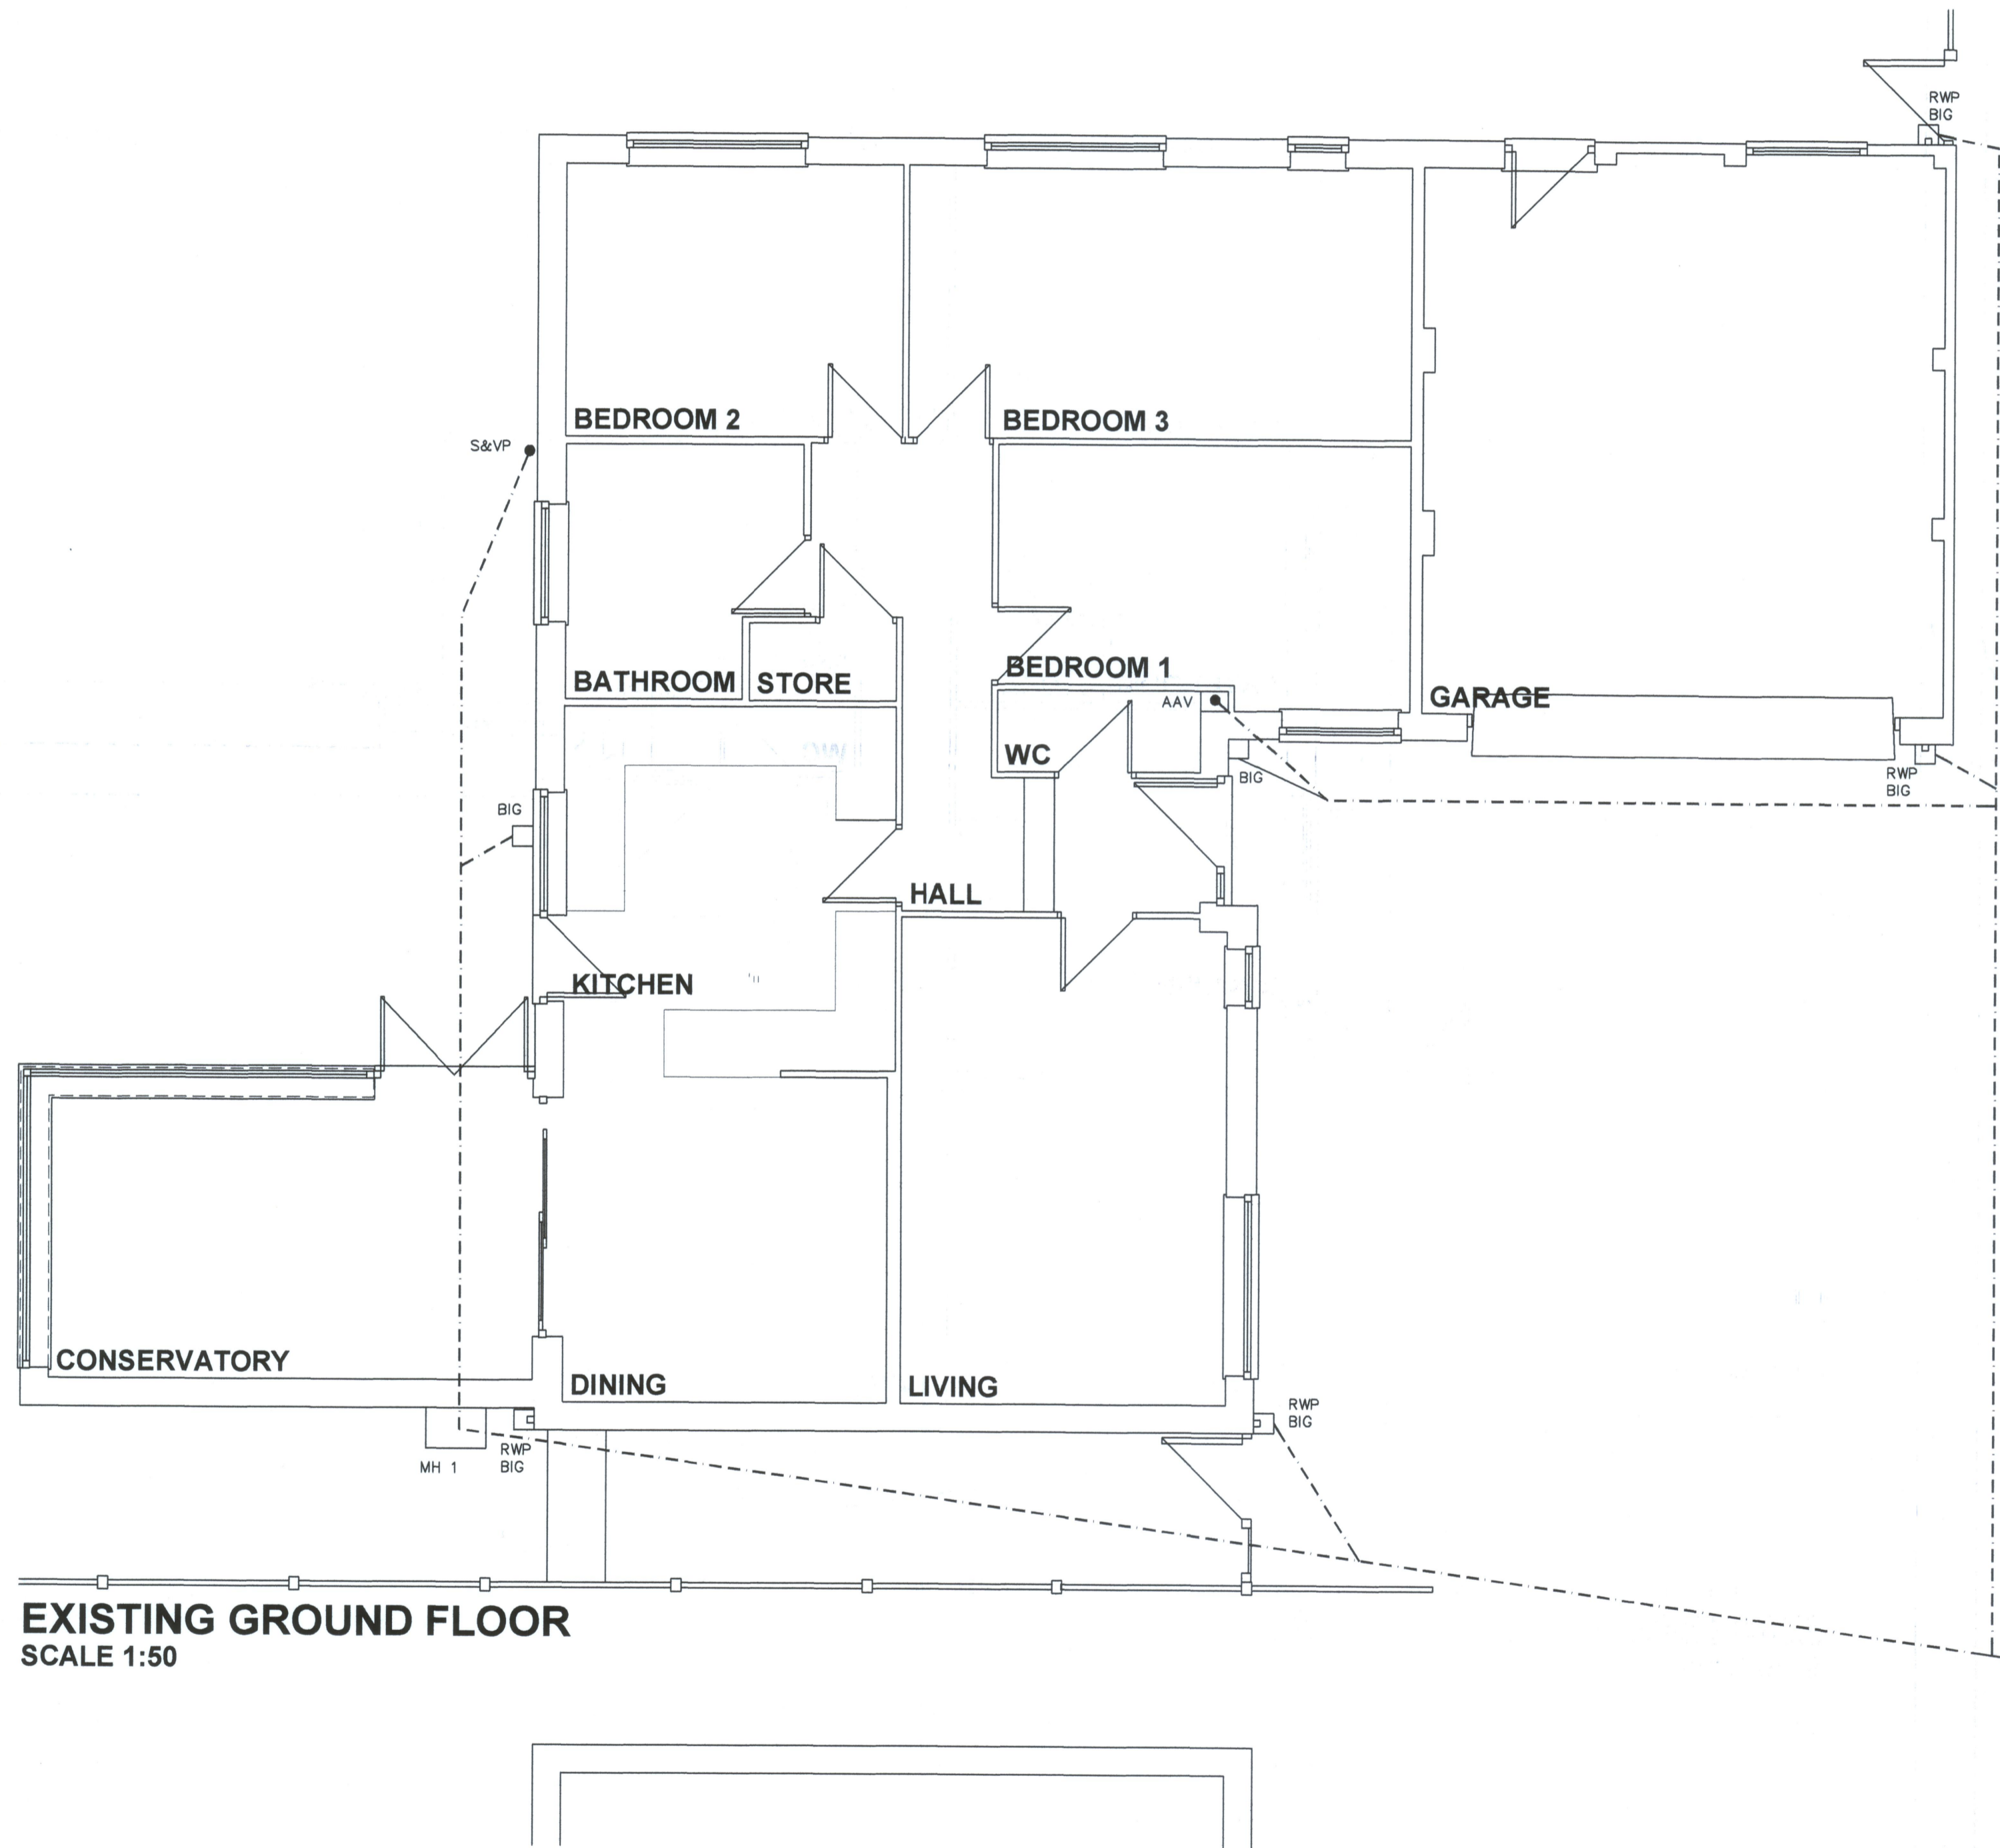 RWP
BIG
BEDROOM 2
BEDROOM 3
S&VP
BATHROOM
STORE
BEDROOM 1
AAV
GARAGE
WC
BIG
RWP
BIG
BIG
HALL
KITCHEN
CONSERVATORY
DINING
LIVING
RWP
BIG
MH 1
RWP
BIG
EXISTING GROUND FLOOR
SCALE 1:50